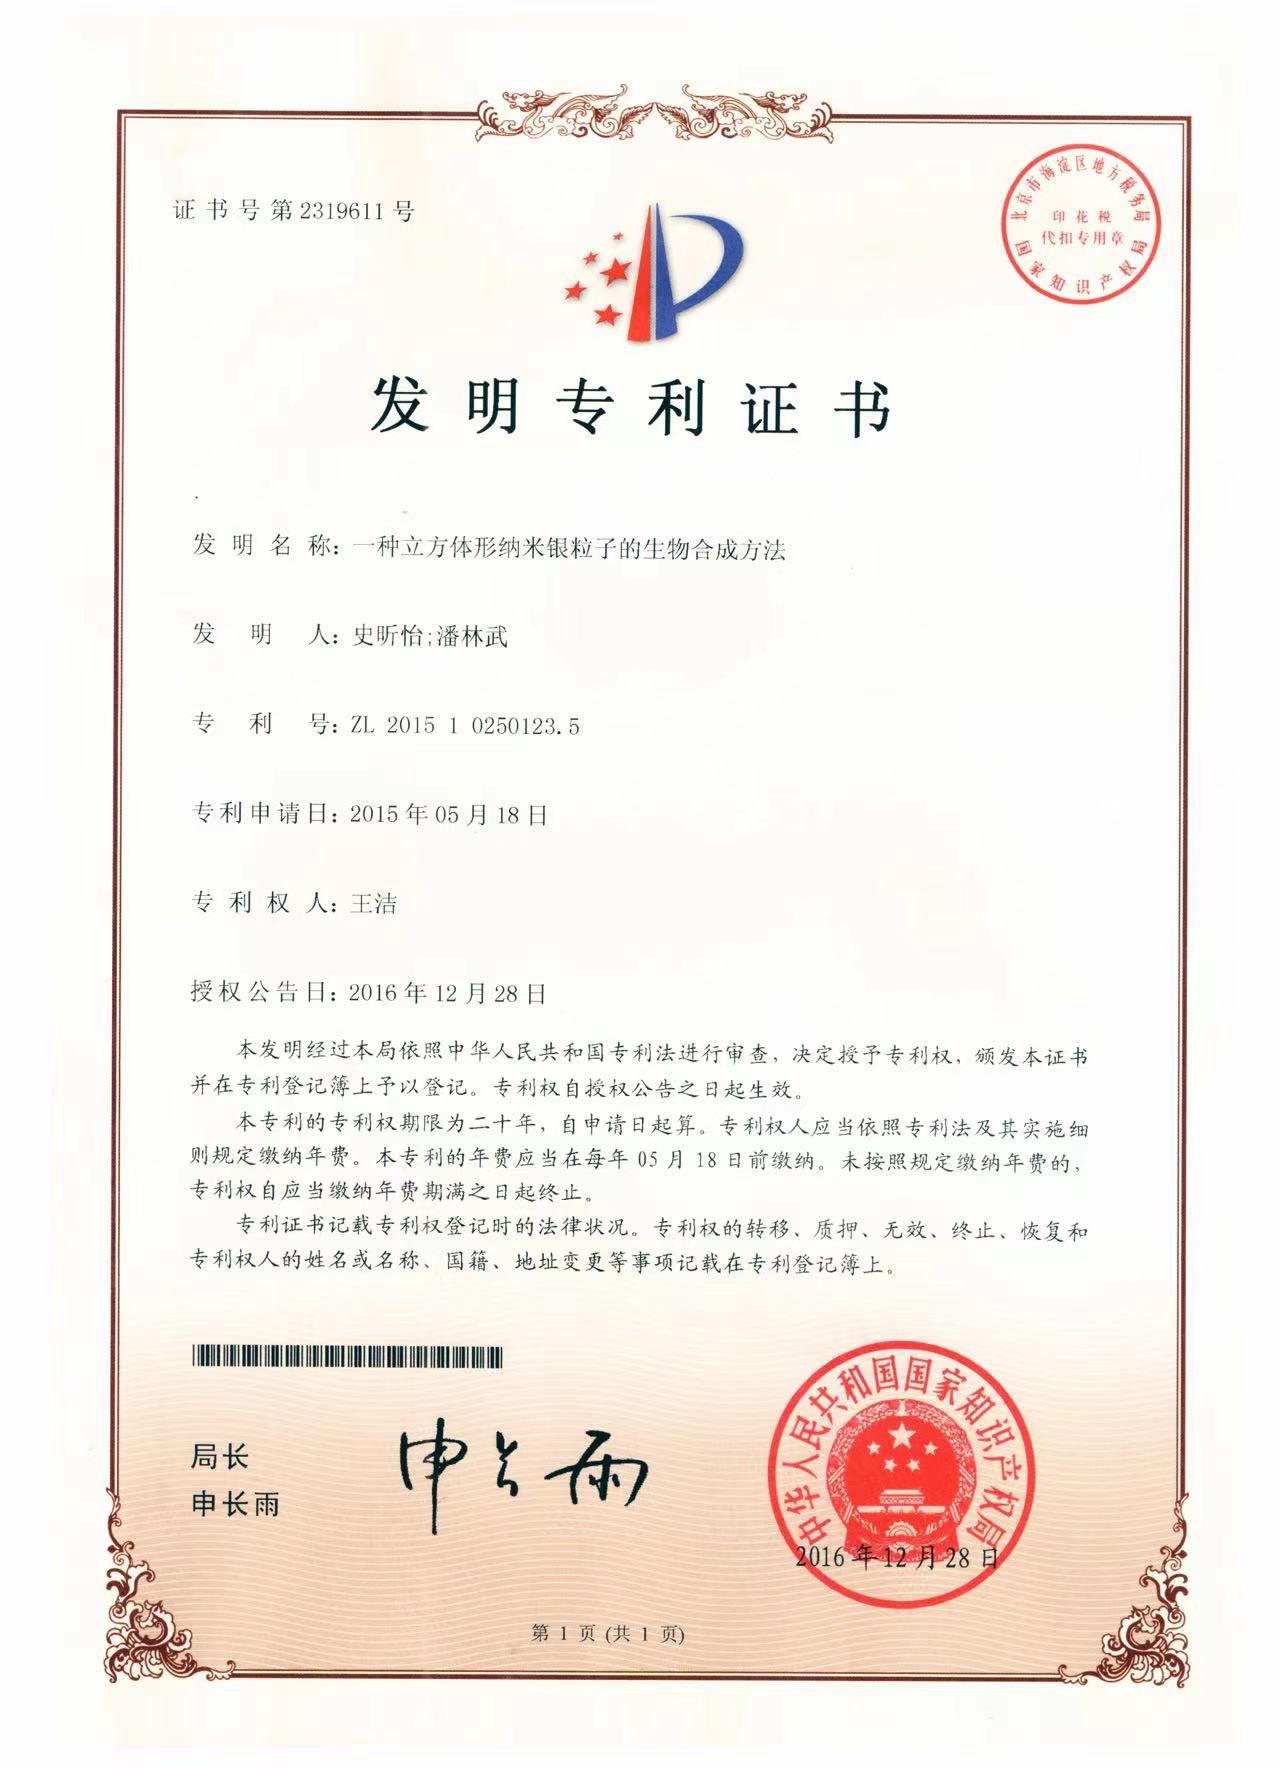 证书号第2319611号
北京市海淀区地方税务局
印花税
代扣专用章
国家知识产权局
发明专利证书
发明名称：一种立方体形纳米银粒子的生物合成方法
发明人：史昕怡;潘林武
专利号：ZL 2015 1 0250123.5
专利申请日：2015年05月18日
专利权人：王洁
授权公告日：2016年12月28日
本发明经过本局依照中华人民共和国专利法进行审查，决定授予专利权，颁发本证书
并在专利登记簿上予以登记。专利权自授权公告之日起生效。
本专利的专利权期限为二十年，自申请日起算。专利权人应当依照专利法及其实施细
则规定缴纳年费。本专利的年费应当在每年05月18日前缴纳。未按照规定缴纳年费的，
专利权自应当缴纳年费期满之日起终止。
专利证书记载专利权登记时的法律状况。专利权的转移、质押、无效、终止、恢复和
专利权人的姓名或名称、国籍、地址变更等事项记载在专利登记簿上。
局长
申长雨
申长雨
中华人民共和国国家知识产权局
2016年12月28日
第1页(共1页)